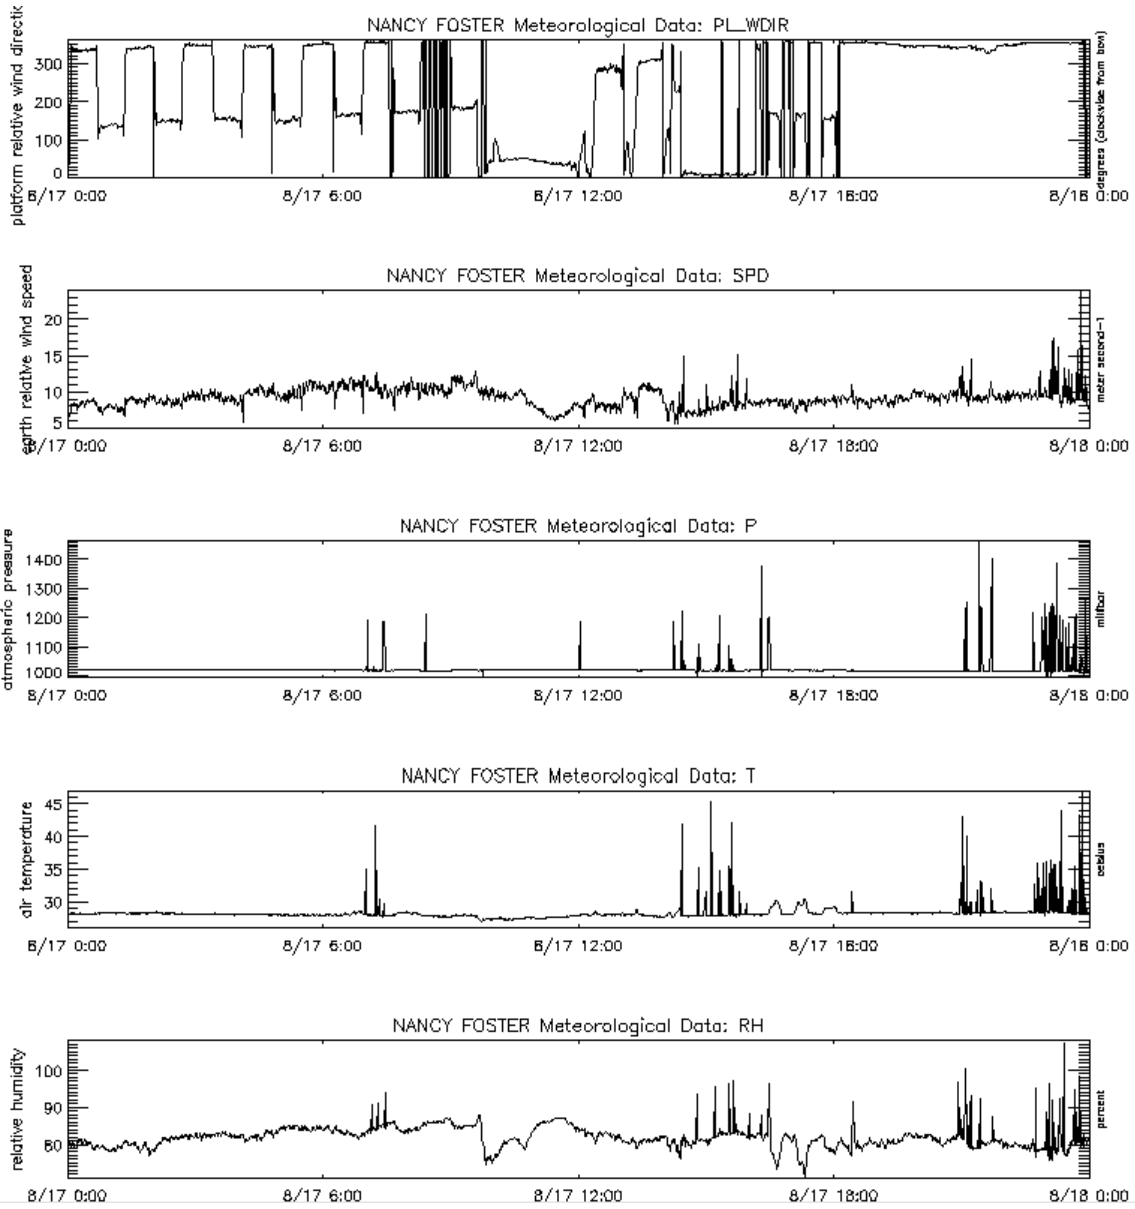 NANCY FOSTER Meteorological Data: PL_WDIR
platform relative wind directic
300
200
100
0
degrees (clockwise from bow)
8/17 0:00 8/17 6:00 8/17 12:00 8/17 18:00 8/18 0:00
NANCY FOSTER Meteorological Data: SPD
earth relative wind speed
20
15
10
5
meter second-1
8/17 0:00 8/17 6:00 8/17 12:00 8/17 18:00 8/18 0:00
NANCY FOSTER Meteorological Data: P
atmospheric pressure
1400
1300
1200
1100
1000
millibar
8/17 0:00 8/17 6:00 8/17 12:00 8/17 18:00 8/18 0:00
NANCY FOSTER Meteorological Data: T
air temperature
45
40
35
30
celsius
8/17 0:00 8/17 6:00 8/17 12:00 8/17 18:00 8/18 0:00
NANCY FOSTER Meteorological Data: RH
relative humidity
100
90
80
percent
8/17 0:00 8/17 6:00 8/17 12:00 8/17 18:00 8/18 0:00